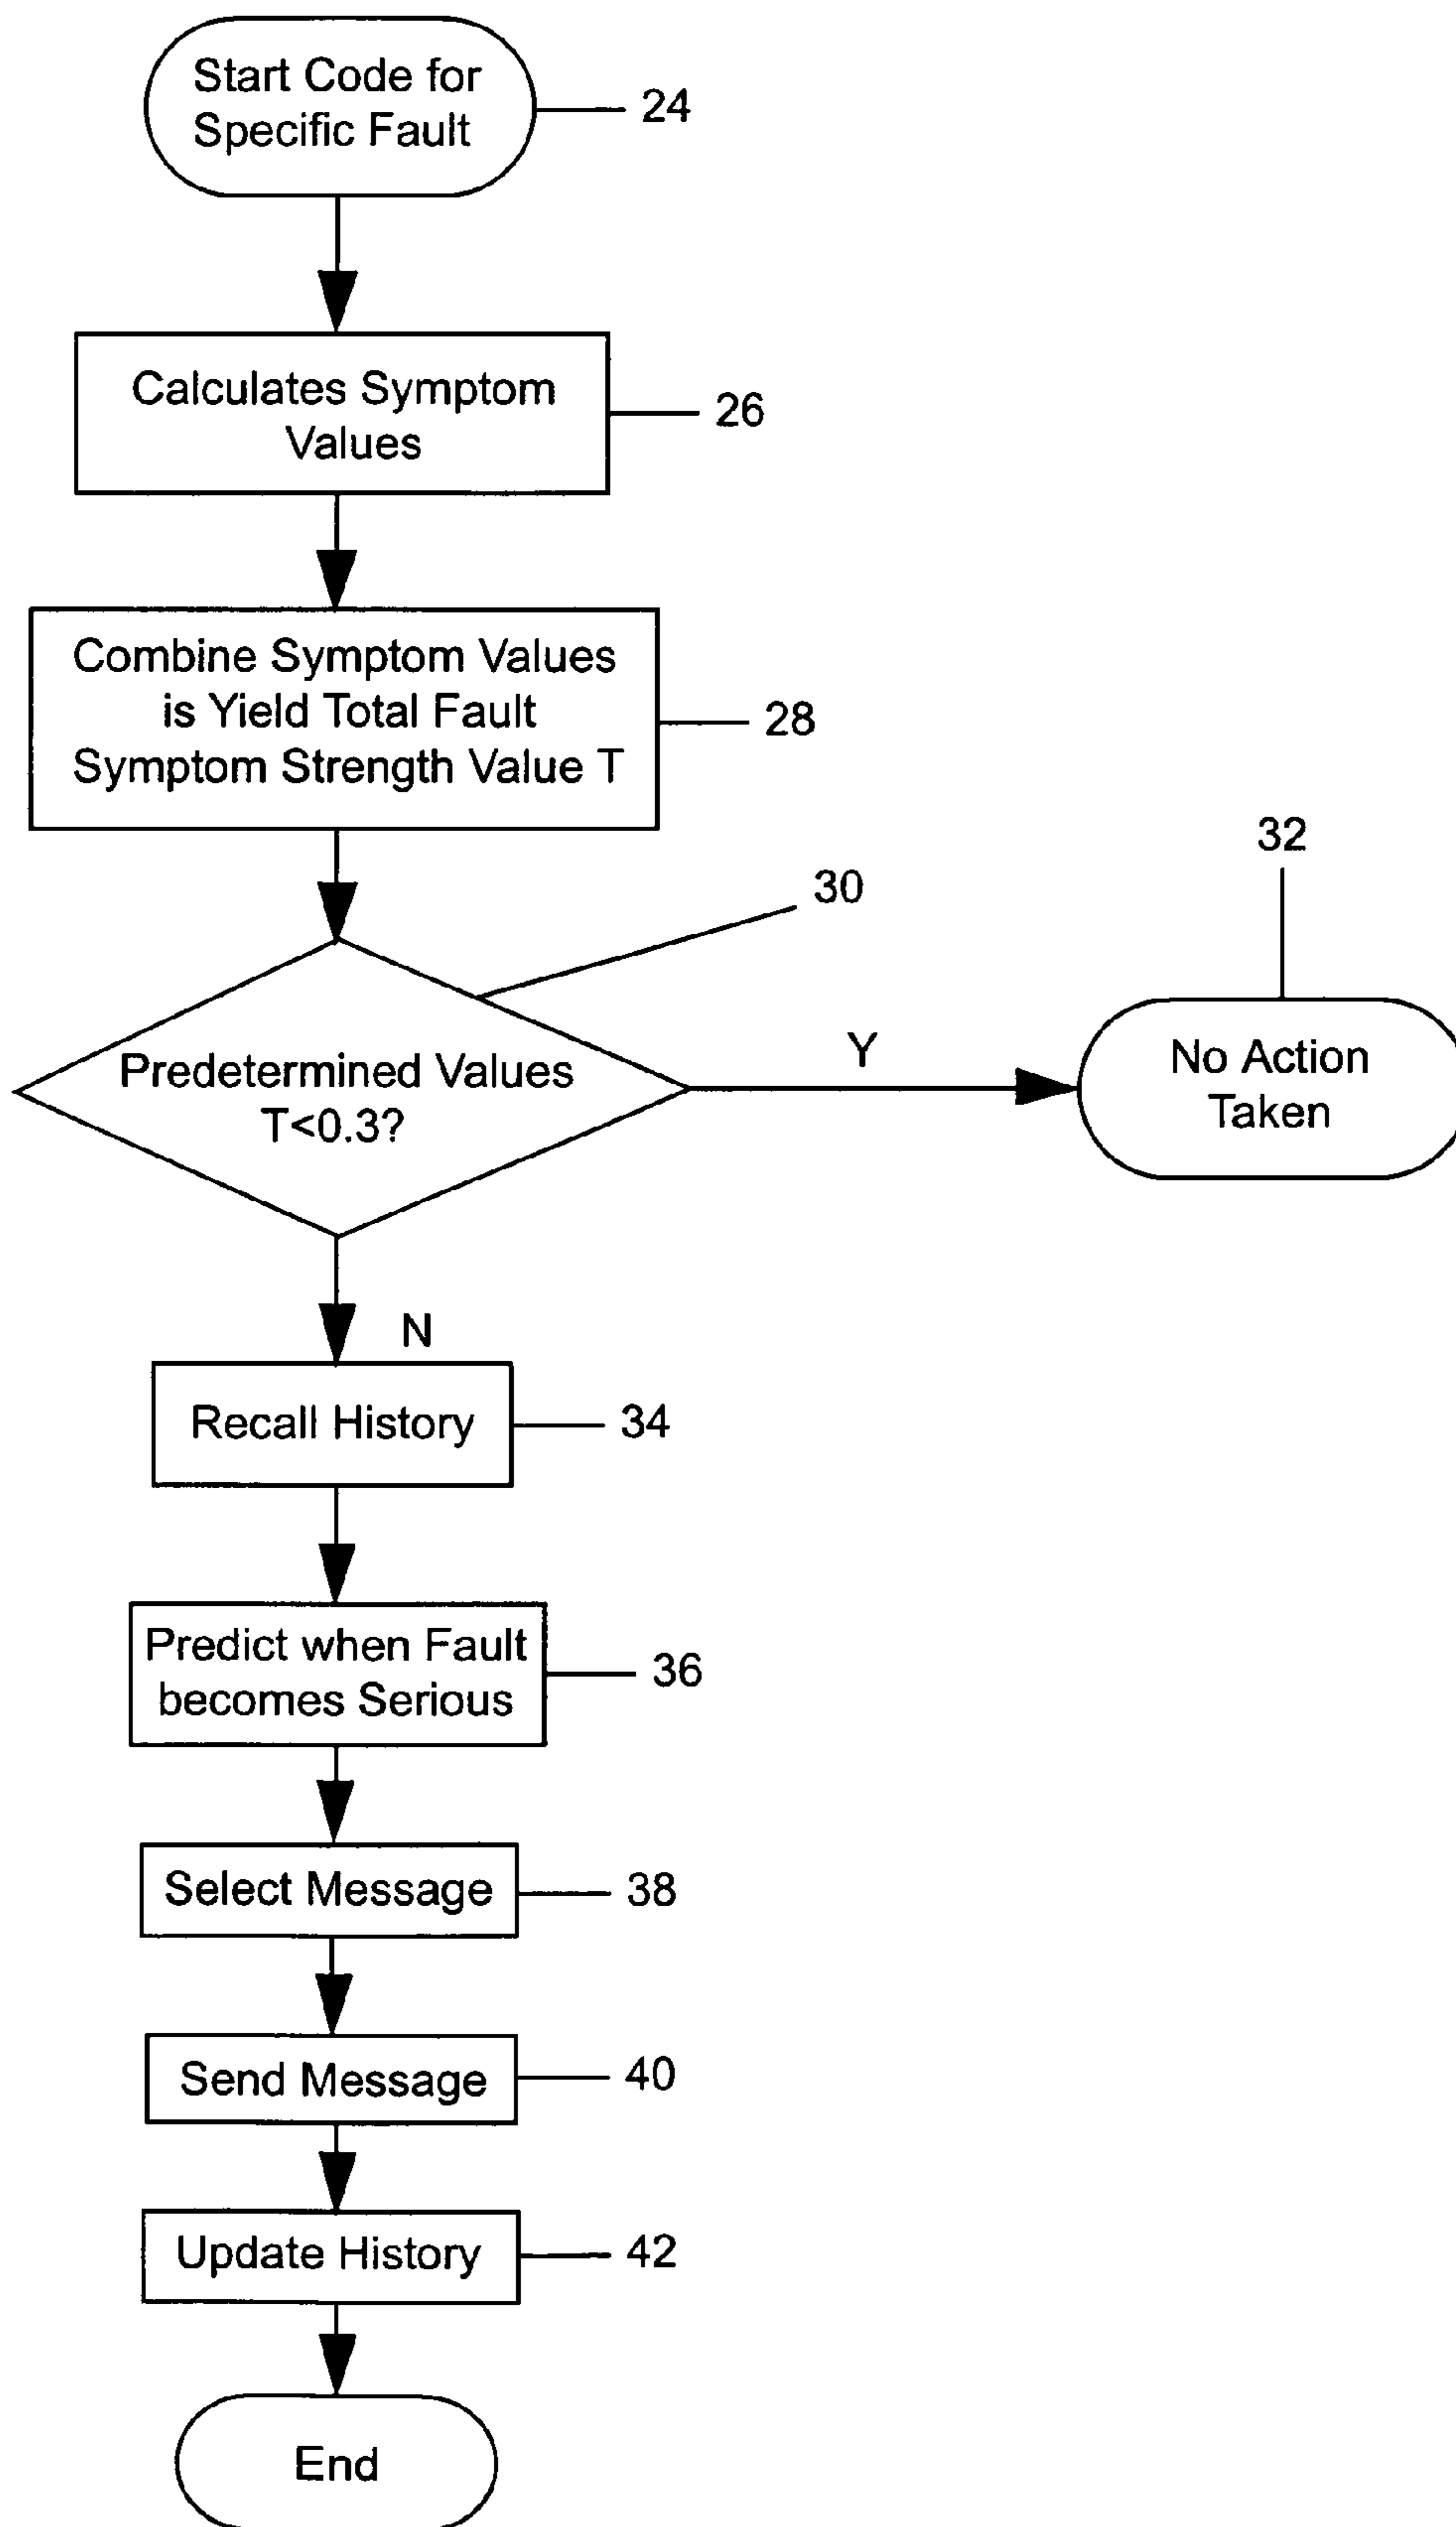 Start Code for
Specific Fault
24
Calculates Symptom
Values
26
Combine Symptom Values
is Yield Total Fault
Symptom Strength Value T
28
30
32
Predetermined Values
T<0.3?
Y
No Action
Taken
N
Recall History
34
Predict when Fault
becomes Serious
36
Select Message
38
Send Message
40
Update History
42
End